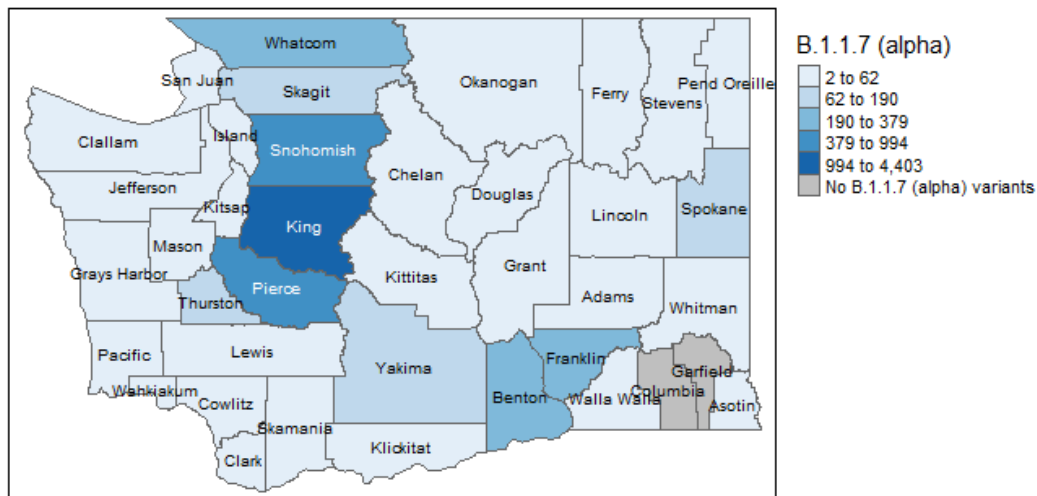 B.1.1.7 (alpha)
2 to 62
62 to 190
190 to 379
379 to 994
994 to 4,403
No B.1.1.7 (alpha) variants
Whatcom
San Juan
Skagit
Okanogan
Ferry
Stevens
Pend Oreille
Clallam
Island
Snohomish
Chelan
Jefferson
Kitsap
Douglas
Lincoln
Spokane
King
Mason
Grays Harbor
Kittitas
Grant
Pierce
Thurston
Adams
Whitman
Pacific
Lewis
Yakima
Franklin
Garfield
Wahkiakum
Cowlitz
Benton
Walla Walla
Columbia
Asotin
Skamania
Klickitat
Clark